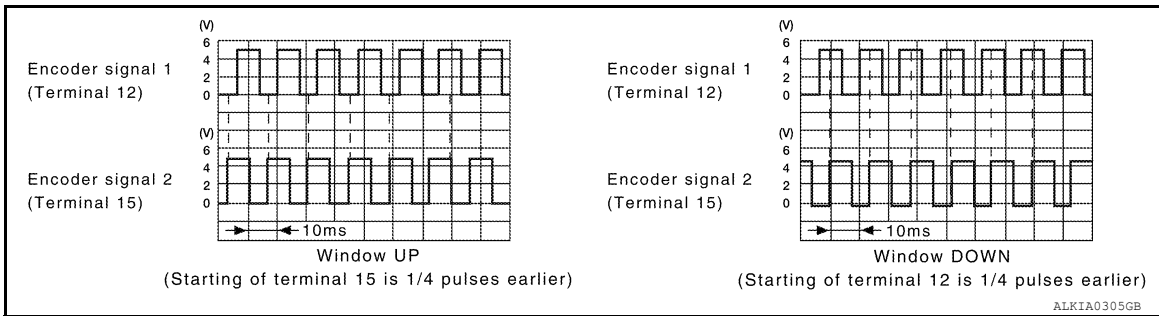 (V)
6
4
2
0
Encoder signal 1
(Terminal 12)
(V)
6
4
2
0
Encoder signal 2
(Terminal 15)
10ms
Window UP
(Starting of terminal 15 is 1/4 pulses earlier)
(V)
6
4
2
0
Encoder signal 1
(Terminal 12)
(V)
6
4
2
0
Encoder signal 2
(Terminal 15)
10ms
Window DOWN
(Starting of terminal 12 is 1/4 pulses earlier)
ALKIA0305GB